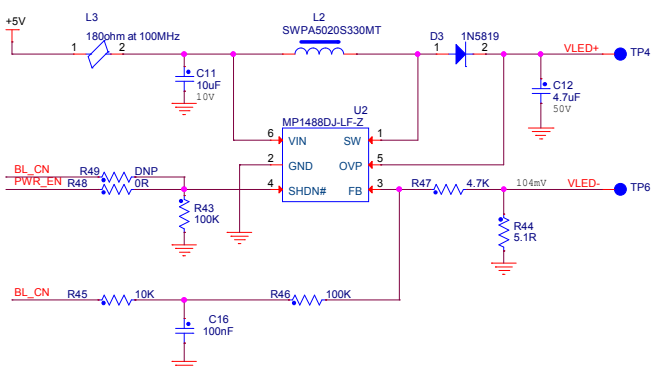 +5V
L3
180ohm at 100MHz
1 2
L2
SWPA5020S330MT
D3 1N5819
1 2
VLED+
TP4
C11
10uF
10V
C12
4.7uF
50V
U2
MP1488DJ-LF-Z
6 VIN SW 1
2 GND OVP 5
4 SHDN# FB 3
BL_CN R49 DNP
PWR_EN R48 0R
R43
100K
R47 4.7K
104mV
VLED-
TP6
R44
5.1R
BL_CN R45 10K
R46 100K
C16
100nF